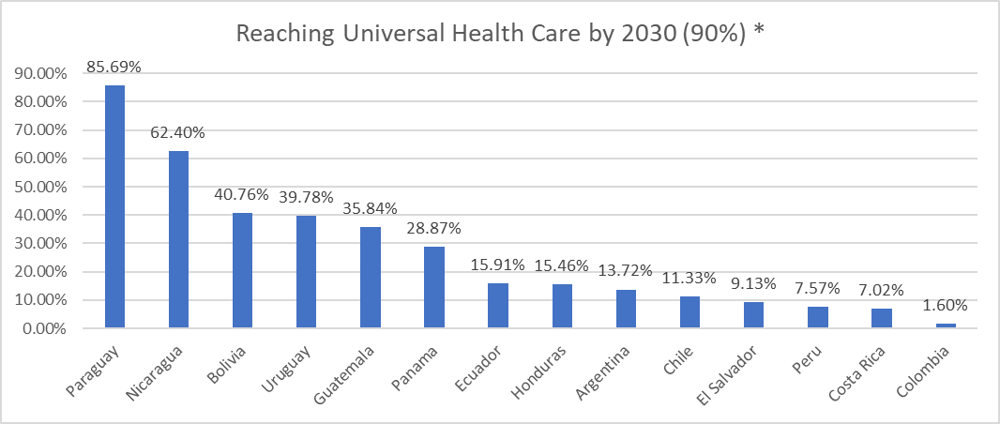 Reaching Universal Health Care by 2030 (90%) *
90.00%
80.00%
70.00%
60.00%
50.00%
40.00%
30.00%
20.00%
10.00%
0.00%
85.69%
62.40%
40.76%
39.78%
35.84%
28.87%
15.91%
15.46%
13.72%
11.33%
9.13%
7.57%
7.02%
1.60%
Paraguay
Nicaragua
Bolivia
Uruguay
Guatemala
Panama
Ecuador
Honduras
Argentina
Chile
El Salvador
Peru
Costa Rica
Colombia